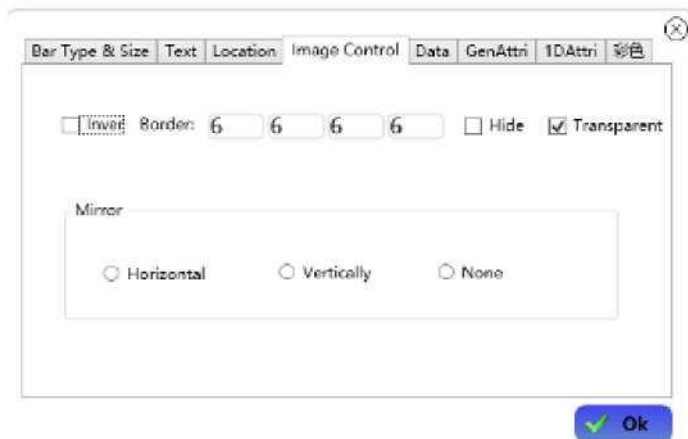 Bar Type & Size Text Location Image Control Data GenAttri 1DAttri 彩色
Inver Border: 6 6 6 6 Hide Transparent
Mirror
Horizontal Vertically None
Ok